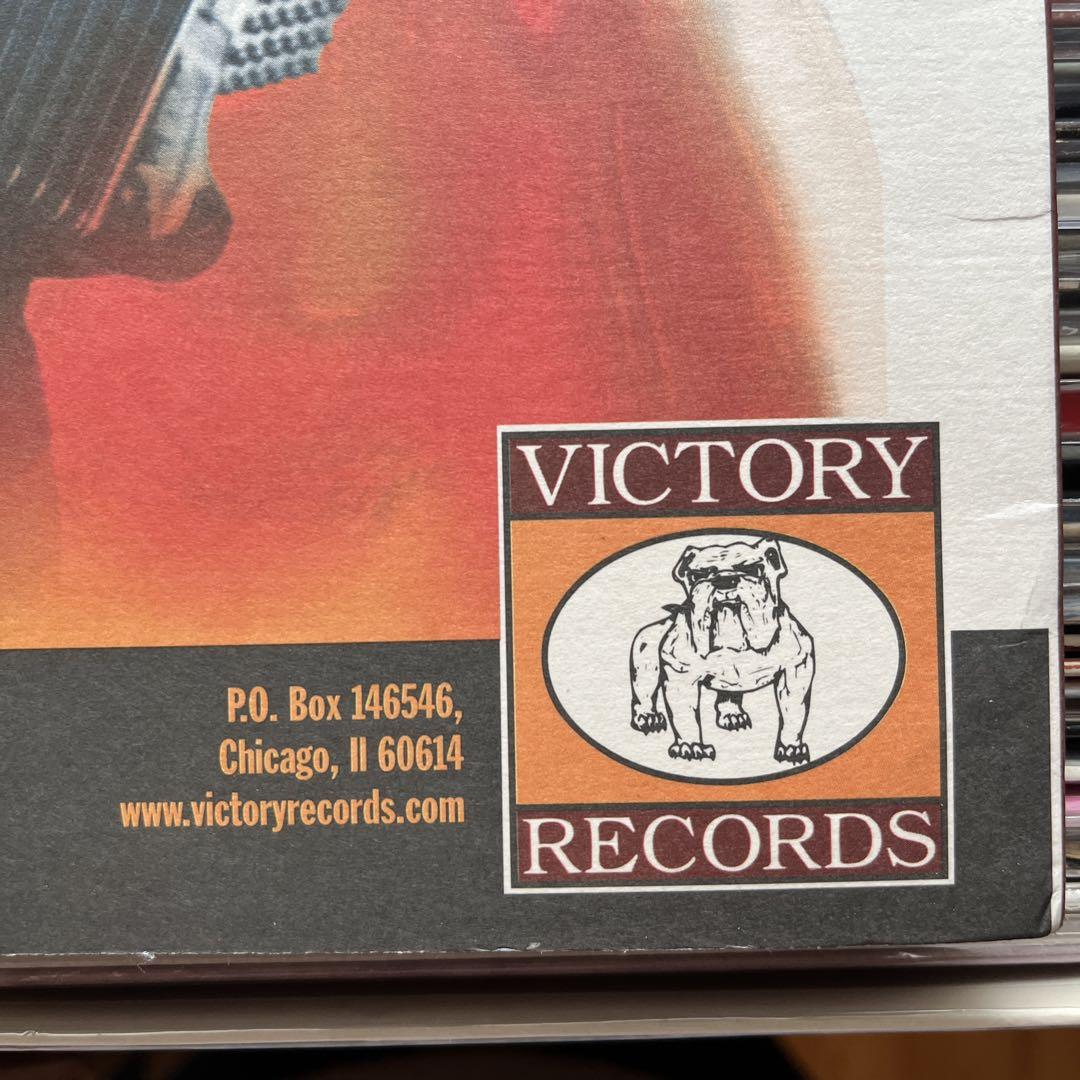 VICTORY
RECORDS
P.O. Box 146546,
Chicago, Il 60614
www.victoryrecords.com